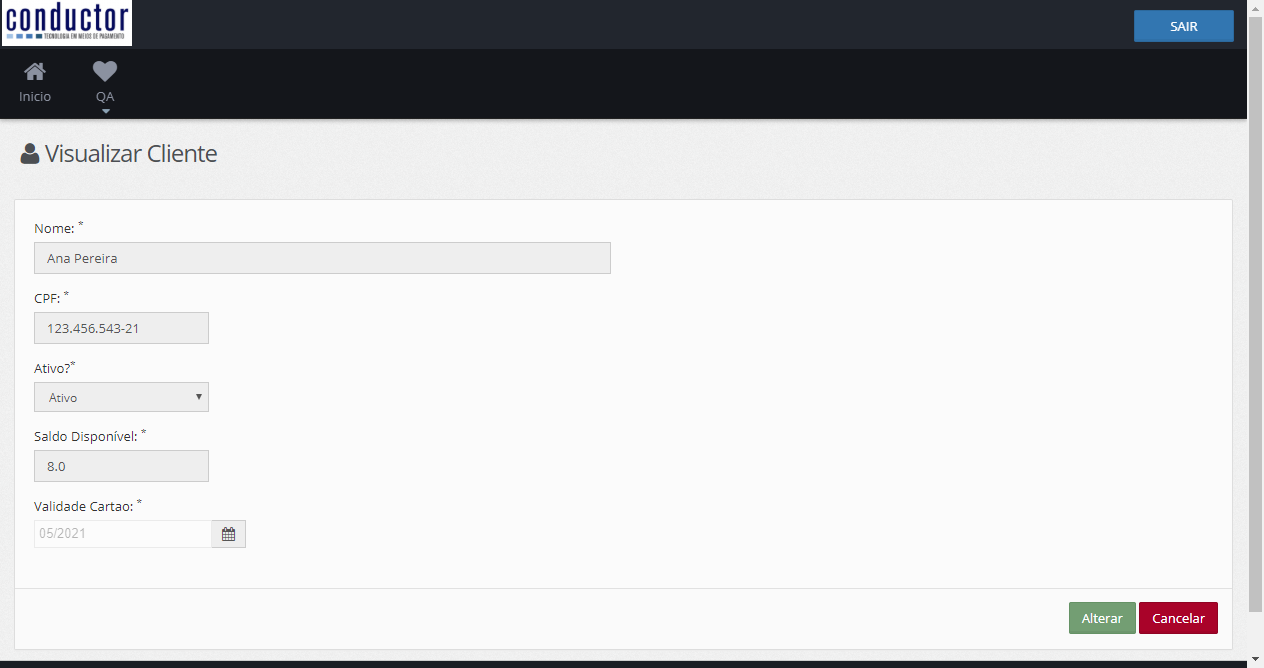 conductor
TECNOLOGIA EM MEIOS DE PAGAMENTO
SAIR
Inicio
QA
Visualizar Cliente
Nome: *
Ana Pereira
CPF: *
123.456.543-21
Ativo?*
Ativo
Saldo Disponível: *
8.0
Validade Cartao: *
05/2021
Alterar
Cancelar